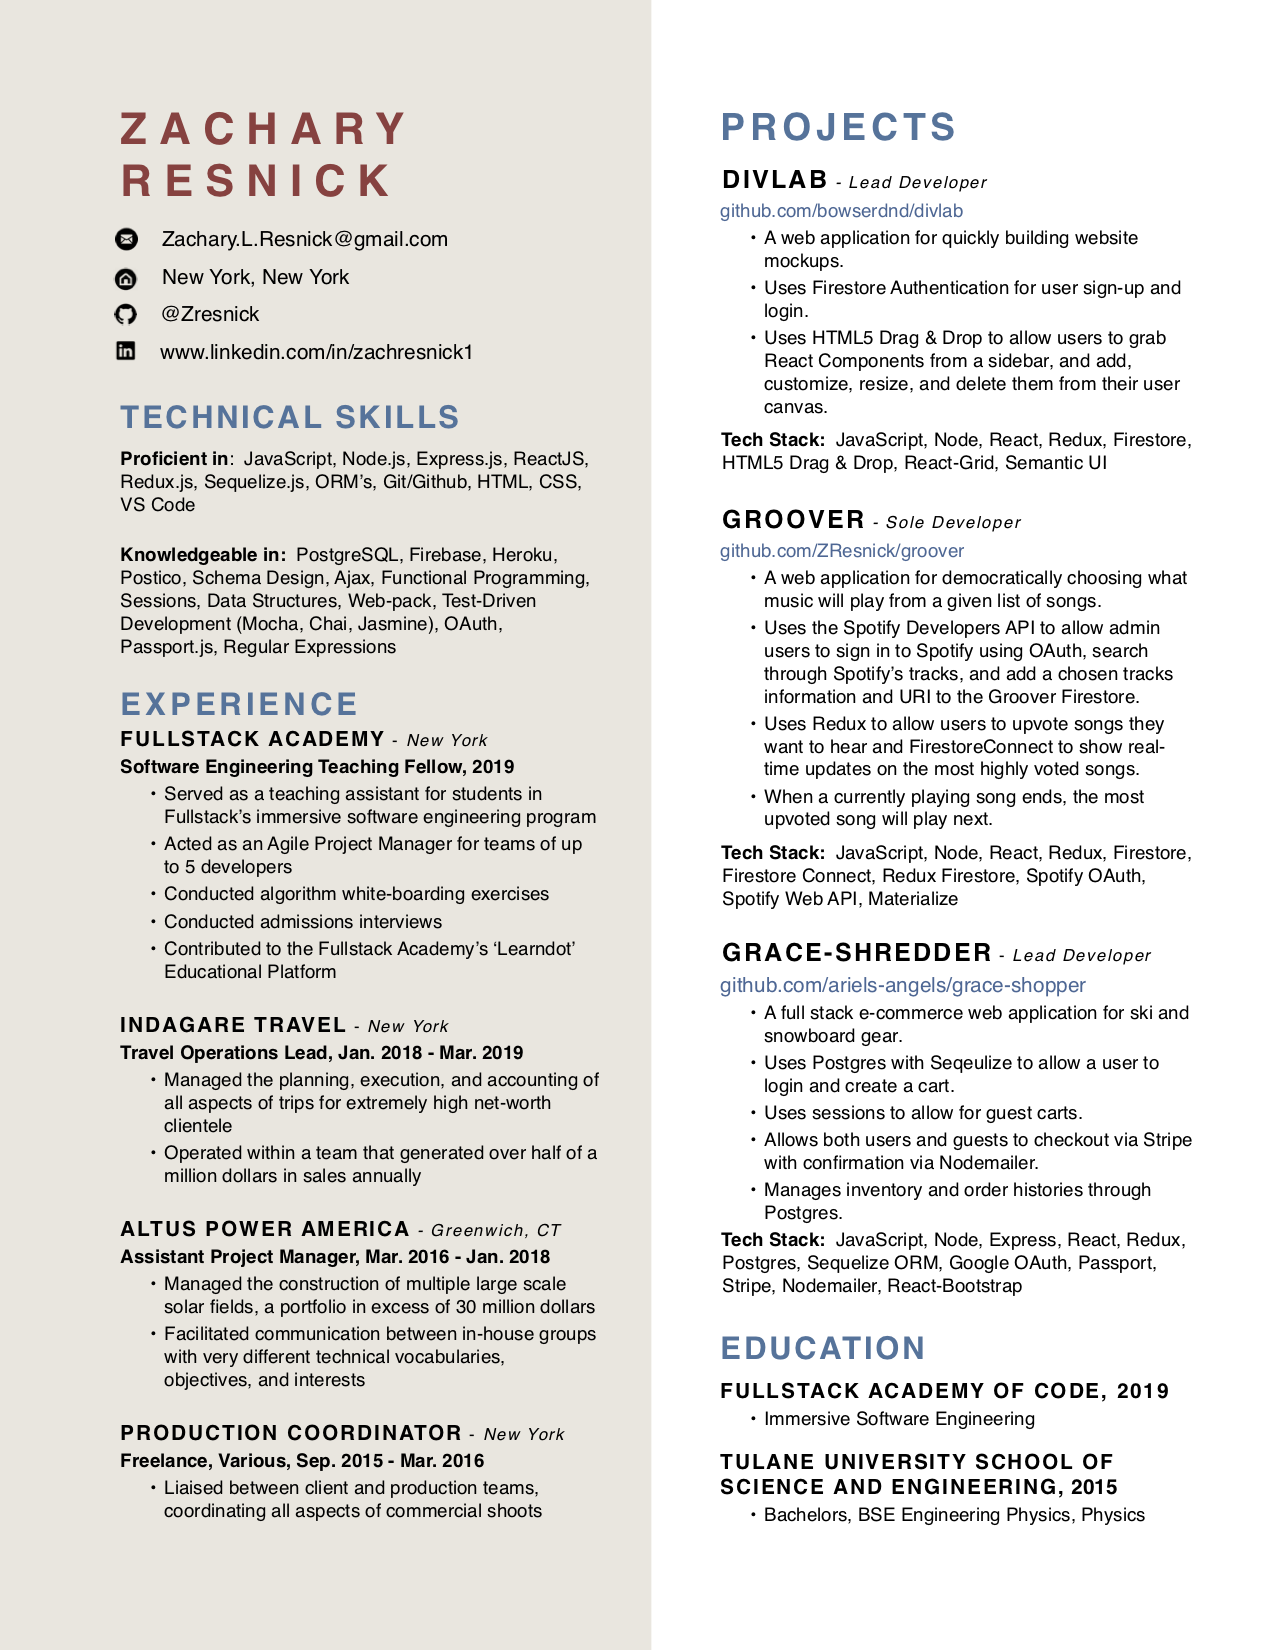 ZACHARY
RESNICK
Zachary.L.Resnick@gmail.com
New York, New York
@Zresnick
www.linkedin.com/in/zachresnick1
TECHNICAL SKILLS
Proficient in:  JavaScript, Node.js, Express.js, ReactJS,
Redux.js, Sequelize.js, ORM’s, Git/Github, HTML, CSS,
VS Code
Knowledgeable in:  PostgreSQL, Firebase, Heroku,
Postico, Schema Design, Ajax, Functional Programming,
Sessions, Data Structures, Web-pack, Test-Driven
Development (Mocha, Chai, Jasmine), OAuth,
Passport.js, Regular Expressions
EXPERIENCE
FULLSTACK ACADEMY - New York
Software Engineering Teaching Fellow, 2019
• Served as a teaching assistant for students in
Fullstack’s immersive software engineering program
• Acted as an Agile Project Manager for teams of up
to 5 developers
• Conducted algorithm white-boarding exercises
• Conducted admissions interviews
• Contributed to the Fullstack Academy’s ‘Learndot’
Educational Platform
INDAGARE TRAVEL - New York
Travel Operations Lead, Jan. 2018 - Mar. 2019
• Managed the planning, execution, and accounting of
all aspects of trips for extremely high net-worth
clientele
• Operated within a team that generated over half of a
million dollars in sales annually
ALTUS POWER AMERICA - Greenwich, CT
Assistant Project Manager, Mar. 2016 - Jan. 2018
• Managed the construction of multiple large scale
solar fields, a portfolio in excess of 30 million dollars
• Facilitated communication between in-house groups
with very different technical vocabularies,
objectives, and interests
PRODUCTION COORDINATOR - New York
Freelance, Various, Sep. 2015 - Mar. 2016
• Liaised between client and production teams,
coordinating all aspects of commercial shoots
PROJECTS
DIVLAB - Lead Developer
github.com/bowserdnd/divlab
• A web application for quickly building website
mockups.
• Uses Firestore Authentication for user sign-up and
login.
• Uses HTML5 Drag & Drop to allow users to grab
React Components from a sidebar, and add,
customize, resize, and delete them from their user
canvas.
Tech Stack:  JavaScript, Node, React, Redux, Firestore,
HTML5 Drag & Drop, React-Grid, Semantic UI
GROOVER - Sole Developer
github.com/ZResnick/groover
• A web application for democratically choosing what
music will play from a given list of songs.
• Uses the Spotify Developers API to allow admin
users to sign in to Spotify using OAuth, search
through Spotify’s tracks, and add a chosen tracks
information and URI to the Groover Firestore.
• Uses Redux to allow users to upvote songs they
want to hear and FirestoreConnect to show real-
time updates on the most highly voted songs.
• When a currently playing song ends, the most
upvoted song will play next.
Tech Stack:  JavaScript, Node, React, Redux, Firestore,
Firestore Connect, Redux Firestore, Spotify OAuth,
Spotify Web API, Materialize
GRACE-SHREDDER - Lead Developer
github.com/ariels-angels/grace-shopper
• A full stack e-commerce web application for ski and
snowboard gear.
• Uses Postgres with Seqeulize to allow a user to
login and create a cart.
• Uses sessions to allow for guest carts.
• Allows both users and guests to checkout via Stripe
with confirmation via Nodemailer.
• Manages inventory and order histories through
Postgres.
Tech Stack:  JavaScript, Node, Express, React, Redux,
Postgres, Sequelize ORM, Google OAuth, Passport,
Stripe, Nodemailer, React-Bootstrap
EDUCATION
FULLSTACK ACADEMY OF CODE, 2019
• Immersive Software Engineering
TULANE UNIVERSITY SCHOOL OF
SCIENCE AND ENGINEERING, 2015
• Bachelors, BSE Engineering Physics, Physics